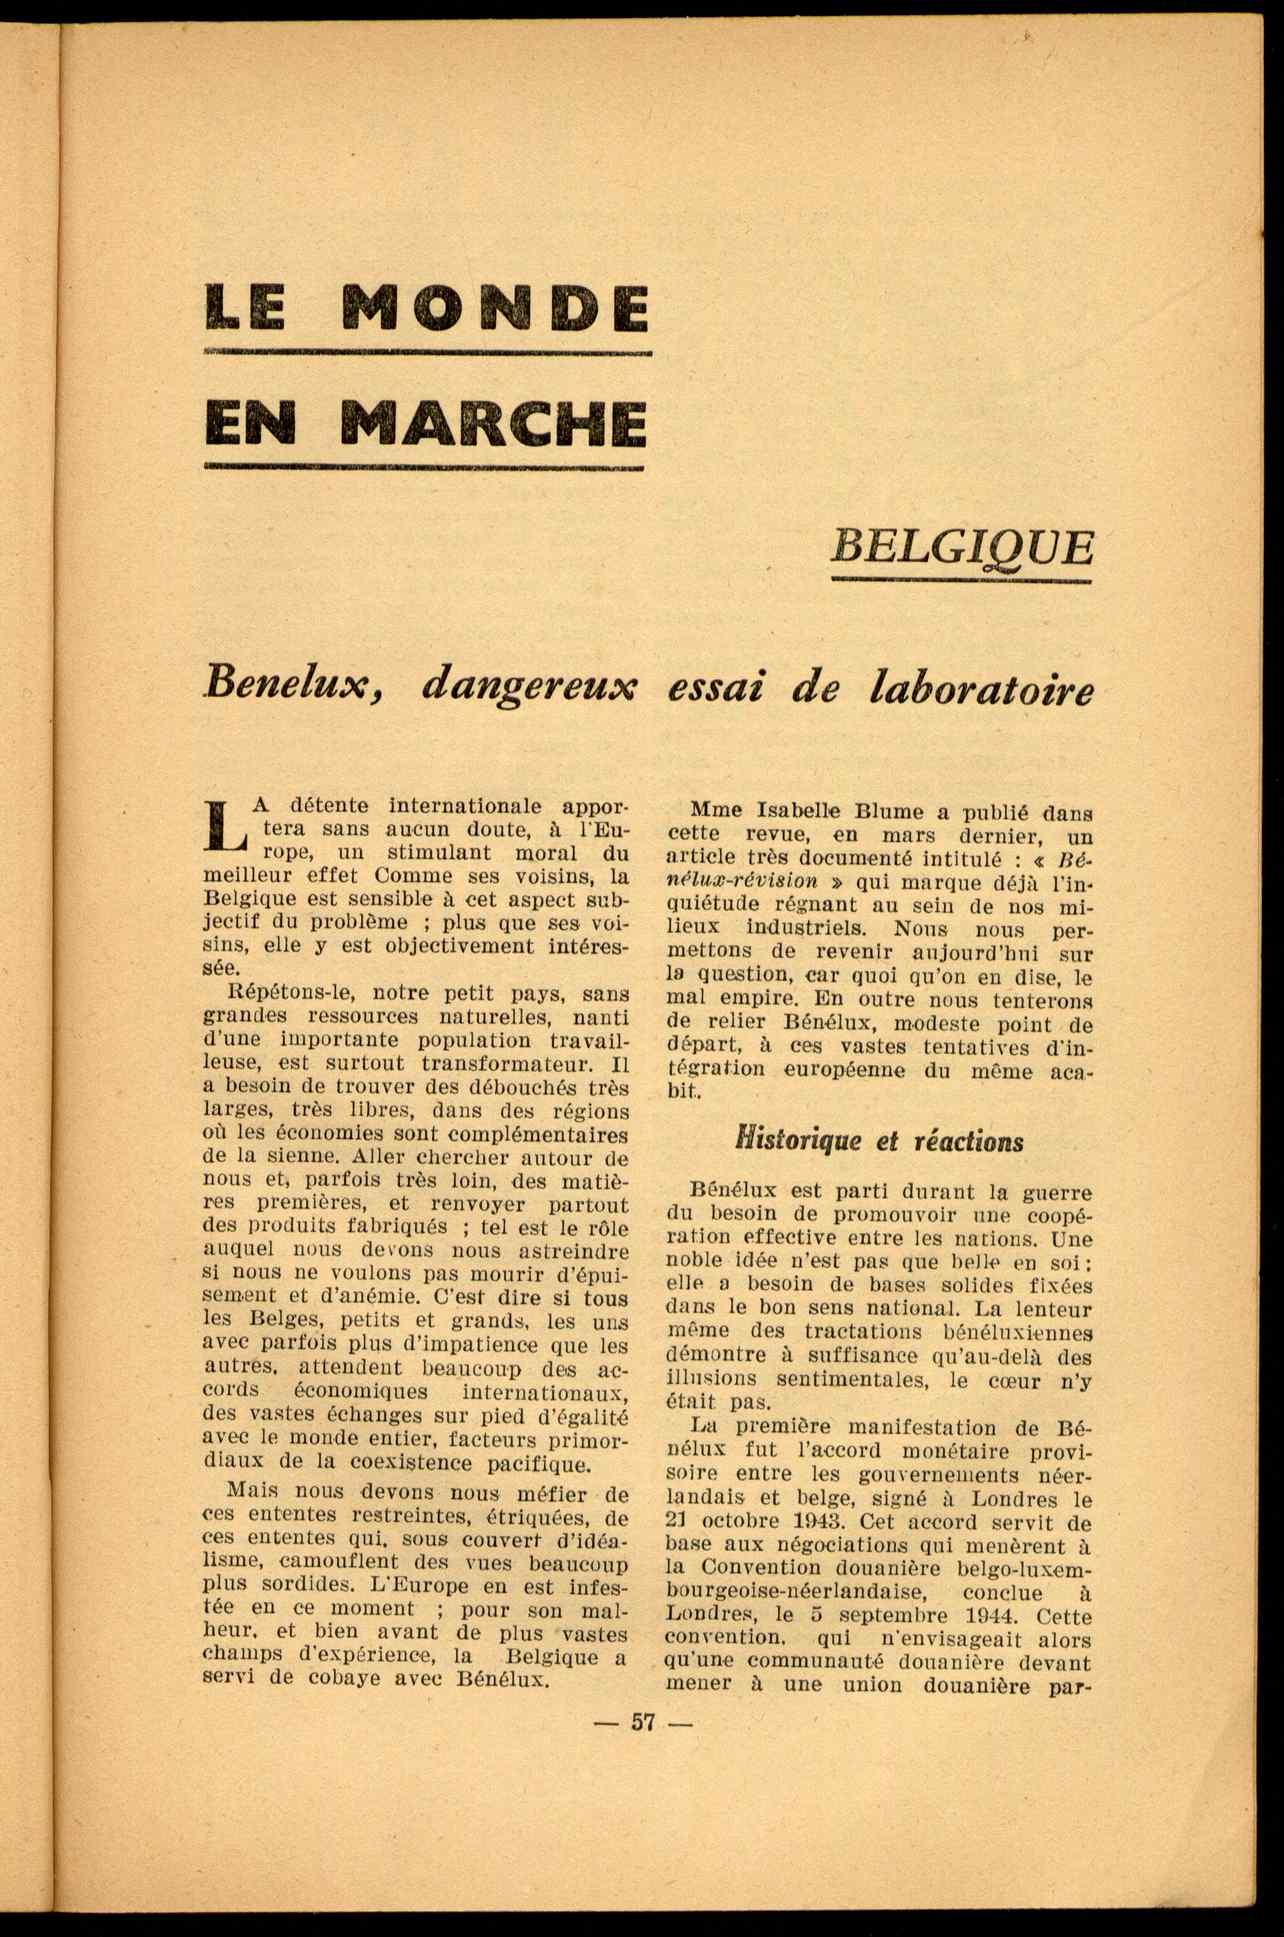 LE MONDE
EN MARCHE
BELGIQUE
Benelux, dangereux essai de laboratoire
LA détente internationale appor-
tera sans aucun doute, à l'Eu-
rope, un stimulant moral du
meilleur effet Comme ses voisins, la
Belgique est sensible à cet aspect sub-
jectif du problème ; plus que ses voi-
sins, elle y est objectivement intéres-
sée.
Répétons-le, notre petit pays, sans
grandes ressources naturelles, nanti
d'une importante population travail-
leuse, est surtout transformateur. Il
a besoin de trouver des débouchés très
larges, très libres, dans des régions
où les économies sont complémentaires
de la sienne. Aller chercher autour de
nous et, parfois très loin, des matiè-
res premières, et renvoyer partout
des produits fabriqués ; tel est le rôle
auquel nous devons nous astreindre
si nous ne voulons pas mourir d'épui-
sement et d'anémie. C'est dire si tous
les Belges, petits et grands, les uns
avec parfois plus d'impatience que les
autres, attendent beaucoup des ac-
cords économiques internationaux,
des vastes échanges sur pied d'égalité
avec le monde entier, facteurs primor-
diaux de la coexistence pacifique.
Mais nous devons nous méfier de
ces ententes restreintes, étriquées, de
ces ententes qui, sous couvert d'idéa-
lisme, camouflent des vues beaucoup
plus sordides. L'Europe en est infes-
tée en ce moment ; pour son mal-
heur, et bien avant de plus vastes
champs d'expérience, la Belgique a
servi de cobaye avec Bénélux.
Mme Isabelle Blume a publié dans
cette revue, en mars dernier, un
article très documenté intitulé : « Bé-
nélux-révision » qui marque déjà l'in-
quiétude régnant au sein de nos mi-
lieux industriels. Nous nous per-
mettons de revenir aujourd'hui sur
la question, car quoi qu'on en dise, le
mal empire. En outre nous tenterons
de relier Bénélux, modeste point de
départ, à ces vastes tentatives d'in-
tégration européenne du même aca-
bit.
Historique et réactions
Bénélux est parti durant la guerre
du besoin de promouvoir une coopé-
ration effective entre les nations. Une
noble idée n'est pas que belle en soi ;
elle a besoin de bases solides fixées
dans le bon sens national. La lenteur
même des tractations bénéluxiennes
démontre à suffisance qu'au-delà des
illusions sentimentales, le cœur n'y
était pas.
La première manifestation de Bé-
nélux fut l'accord monétaire provi-
soire entre les gouvernements néer-
landais et belge, signé à Londres le
21 octobre 1943. Cet accord servit de
base aux négociations qui menèrent à
la Convention douanière belgo-luxem-
bourgeoise-néerlandaise, conclue à
Londres, le 5 septembre 1944. Cette
convention, qui n'envisageait alors
qu'une communauté douanière devant
mener à une union douanière par-
— 57 —